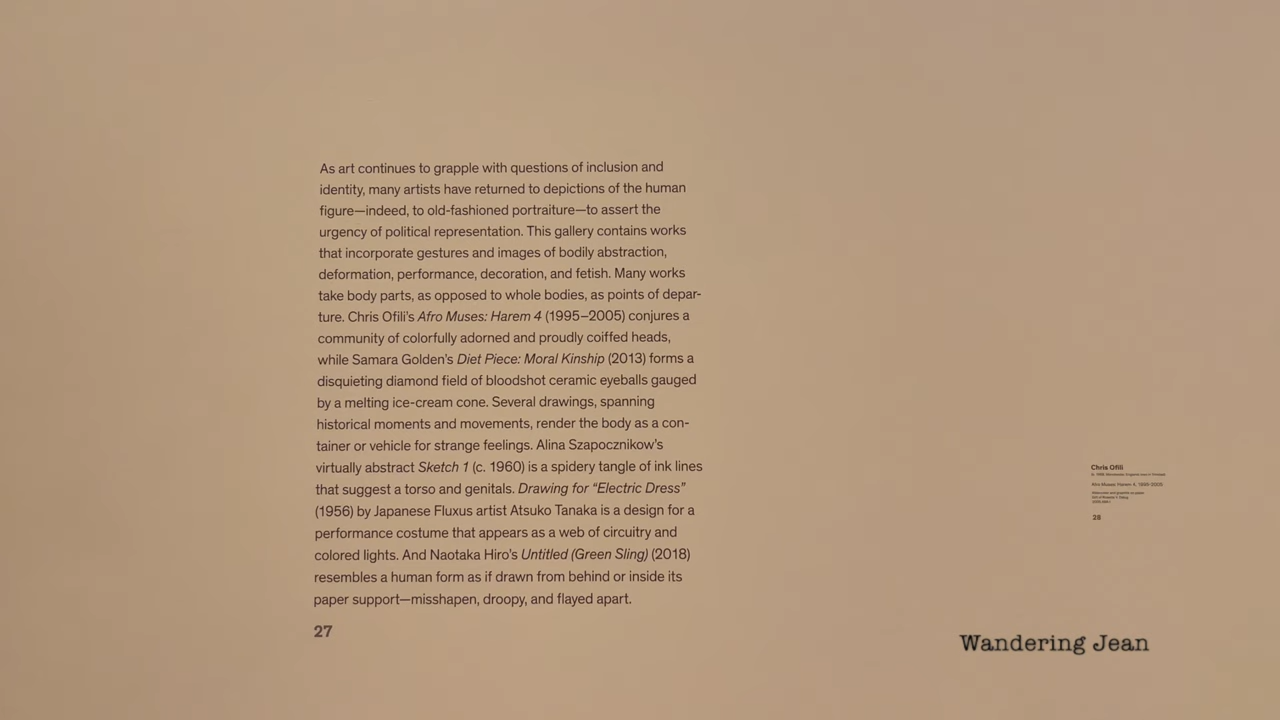 As art continues to grapple with questions of inclusion and
identity, many artists have returned to depictions of the human
figure—indeed, to old-fashioned portraiture—to assert the
urgency of political representation. This gallery contains works
that incorporate gestures and images of bodily abstraction,
deformation, performance, decoration, and fetish. Many works
take body parts, as opposed to whole bodies, as points of depar-
ture. Chris Ofili's Afro Muses: Harem 4 (1995–2005) conjures a
community of colorfully adorned and proudly coiffed heads,
while Samara Golden's Diet Piece: Moral Kinship (2013) forms a
disquieting diamond field of bloodshot ceramic eyeballs gauged
by a melting ice-cream cone. Several drawings, spanning
historical moments and movements, render the body as a con-
tainer or vehicle for strange feelings. Alina Szapocznikow's
virtually abstract Sketch 1 (c. 1960) is a spidery tangle of ink lines
that suggest a torso and genitals. Drawing for “Electric Dress”
(1956) by Japanese Fluxus artist Atsuko Tanaka is a design for a
performance costume that appears as a web of circuitry and
colored lights. And Naotaka Hiro's Untitled (Green Sling) (2018)
resembles a human form as if drawn from behind or inside its
paper support—misshapen, droopy, and flayed apart.
27
Chris Ofili
Afro Muses: Harem 4, 1995–2005
28
Wandering Jean